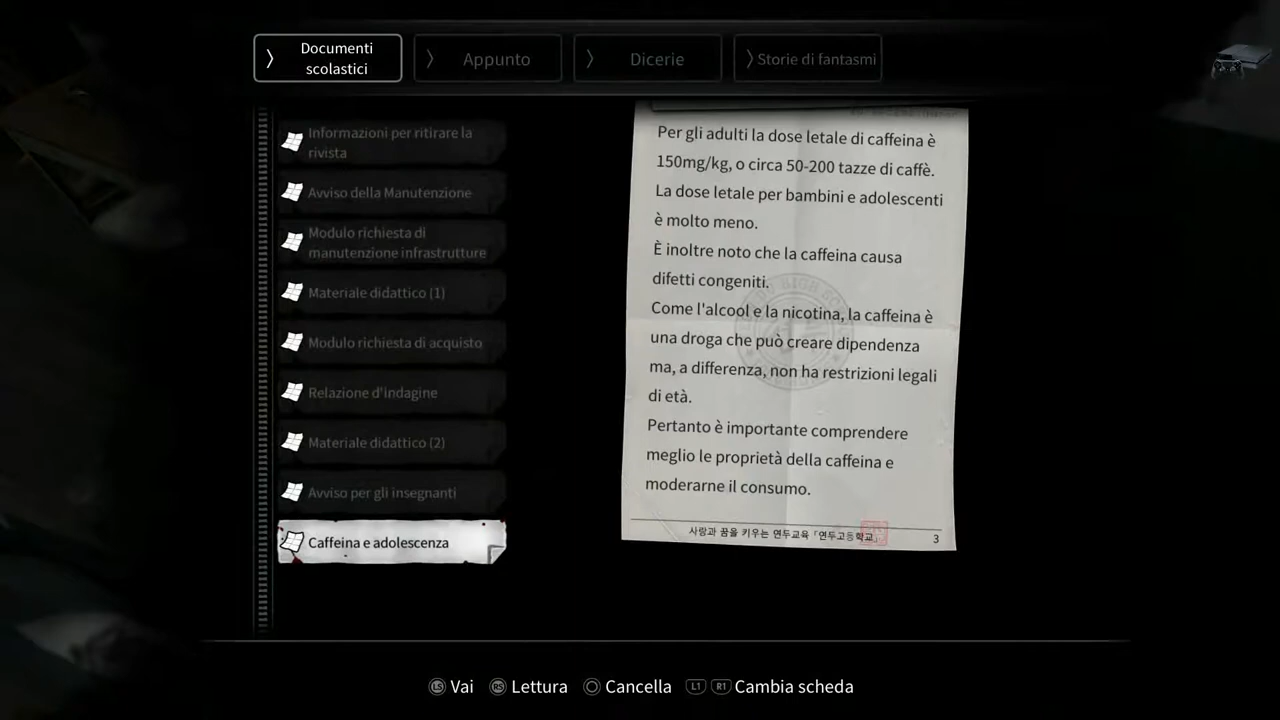 Documenti
scolastici
Appunto
Dicerie
Storie di fantasmi
Informazioni per ritirare la
rivista
Avviso della Manutenzione
Modulo richiesta di
manutenzione infrastrutture
Materiale didattico (1)
Modulo richiesta di acquisto
Relazione d'indagine
Materiale didattico (2)
Avviso per gli insegnanti
Caffeina e adolescenza
Per gli adulti la dose letale di caffeina è
150mg/kg, o circa 50-200 tazze di caffè.
La dose letale per bambini e adolescenti
è molto meno.
È inoltre noto che la caffeina causa
difetti congeniti.
Come l'alcool e la nicotina, la caffeina è
una droga che può creare dipendenza
ma, a differenza, non ha restrizioni legali
di età.
Pertanto è importante comprendere
meglio le proprietà della caffeina e
moderarne il consumo.
사랑과 꿈을 키우는 연두교육 「연두고등학교」
3
LS Vai
RS Lettura
Cancella
L1 R1 Cambia scheda